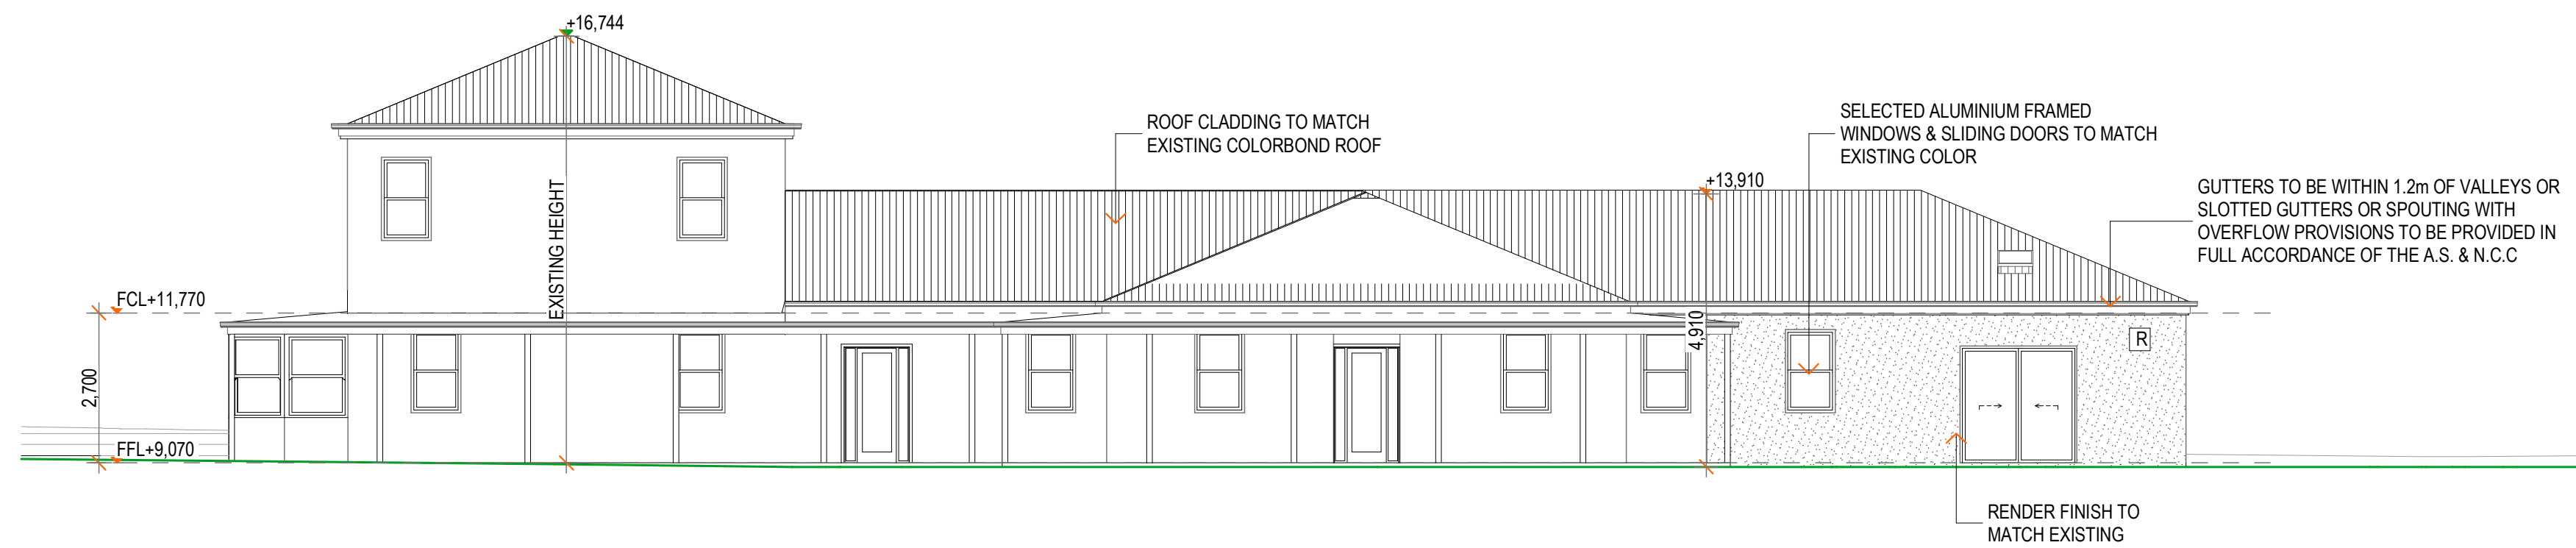 +16,744
ROOF CLADDING TO MATCH
EXISTING COLORBOND ROOF
SELECTED ALUMINIUM FRAMED
WINDOWS & SLIDING DOORS TO MATCH
EXISTING COLOR
+13,910
GUTTERS TO BE WITHIN 1.2m OF VALLEYS OR
SLOTTED GUTTERS OR SPOUTING WITH
OVERFLOW PROVISIONS TO BE PROVIDED IN
FULL ACCORDANCE OF THE A.S. & N.C.C
EXISTING HEIGHT
FCL+11,770
4,910
R
2,700
FFL+9,070
RENDER FINISH TO
MATCH EXISTING